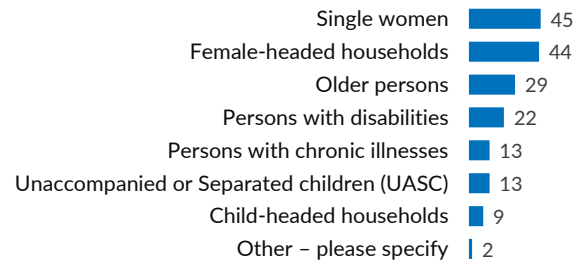 Single women 45
Female-headed households 44
Older persons 29
Persons with disabilities 22
Persons with chronic illnesses 13
Unaccompanied or Separated children (UASC) 13
Child-headed households 9
Other – please specify 2